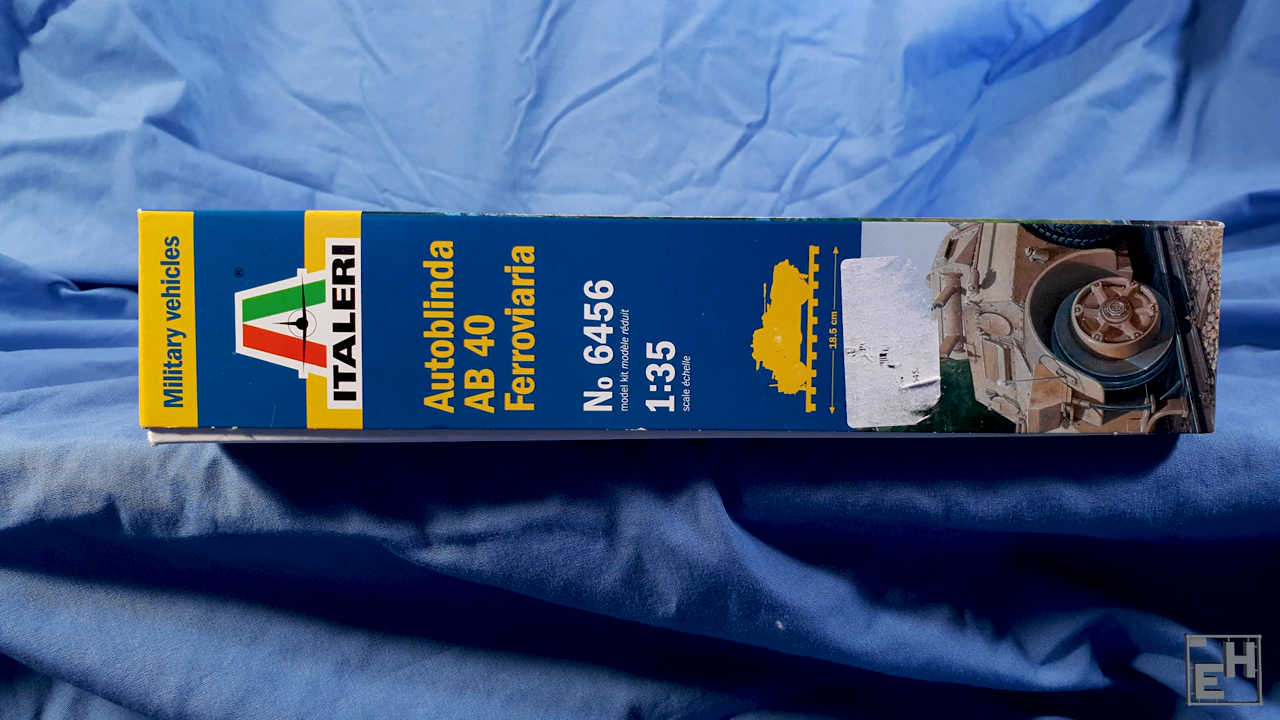 Military vehicles
®
ITALERI
Autoblinda
AB 40
Ferroviaria
No 6456
model kit modèle réduit
1:35
scale échelle
18.5 cm
EH